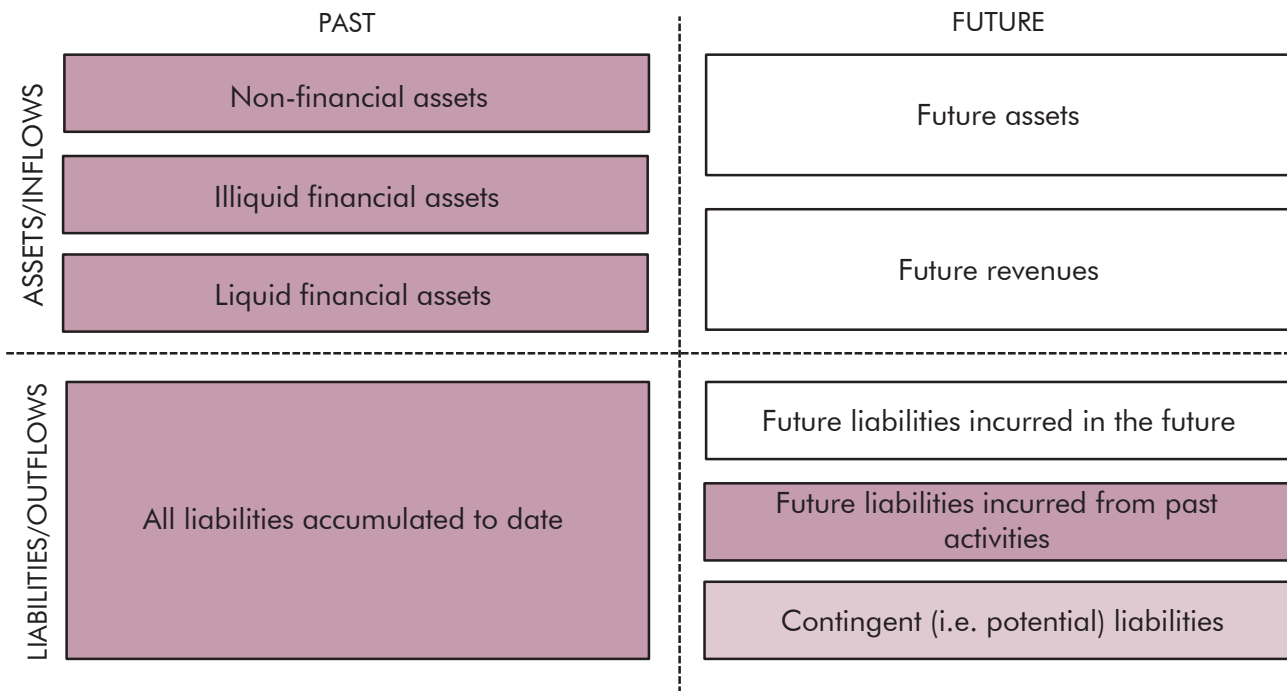 PAST
FUTURE
ASSETS/INFLOWS
Non-financial assets
Illiquid financial assets
Liquid financial assets
Future assets
Future revenues
LIABILITIES/OUTFLOWS
All liabilities accumulated to date
Future liabilities incurred in the future
Future liabilities incurred from past
activities
Contingent (i.e. potential) liabilities